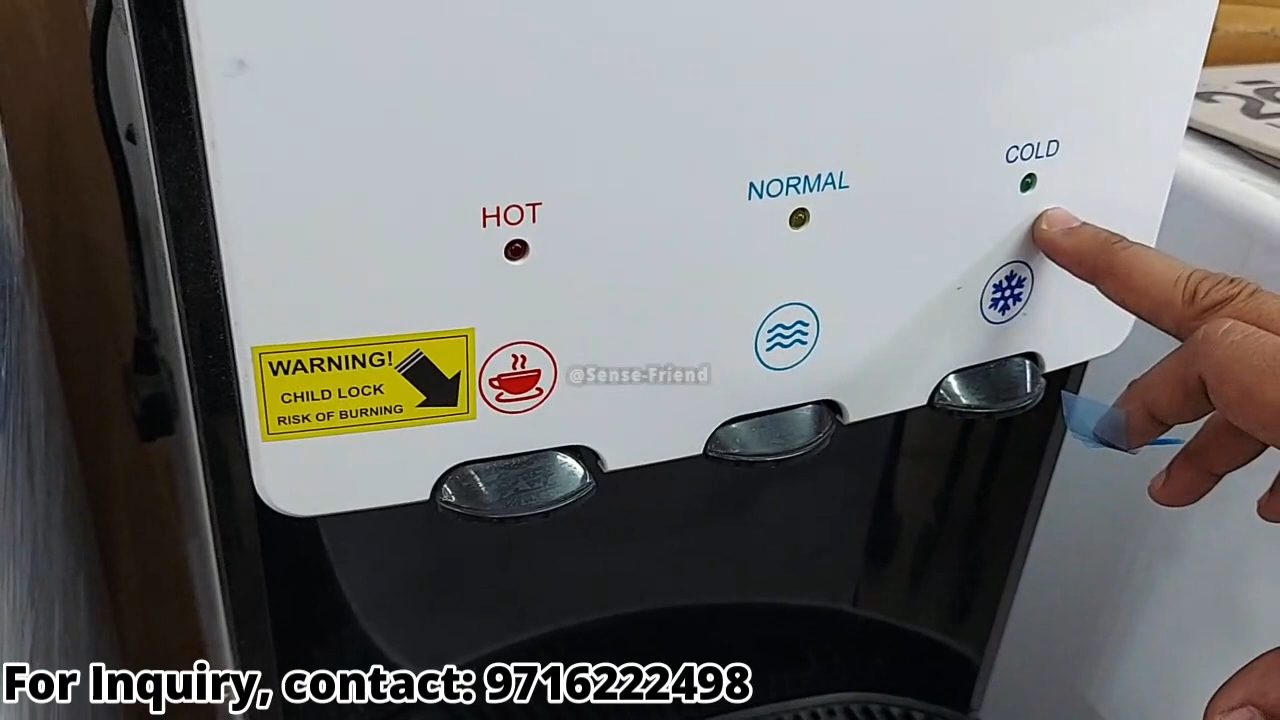 COLD
NORMAL
HOT
WARNING!
CHILD LOCK
RISK OF BURNING
@Sense-Friend
For Inquiry, contact: 9716222498